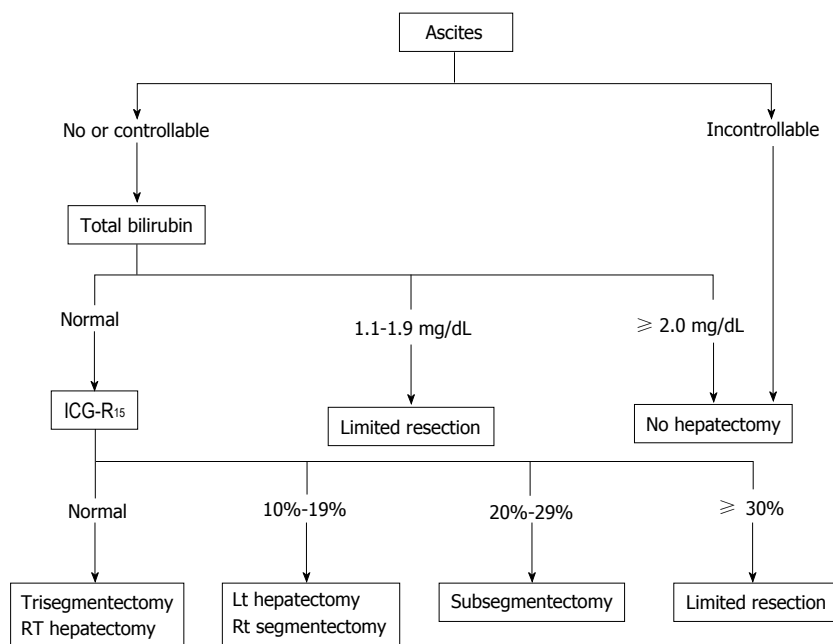 Ascites
No or controllable
Incontrollable
Total bilirubin
Normal
1.1-1.9 mg/dL
≥ 2.0 mg/dL
ICG-R15
Limited resection
No hepatectomy
Normal
10%-19%
20%-29%
≥ 30%
Trisegmentectomy
RT hepatectomy
Lt hepatectomy
Rt segmentectomy
Subsegmentectomy
Limited resection